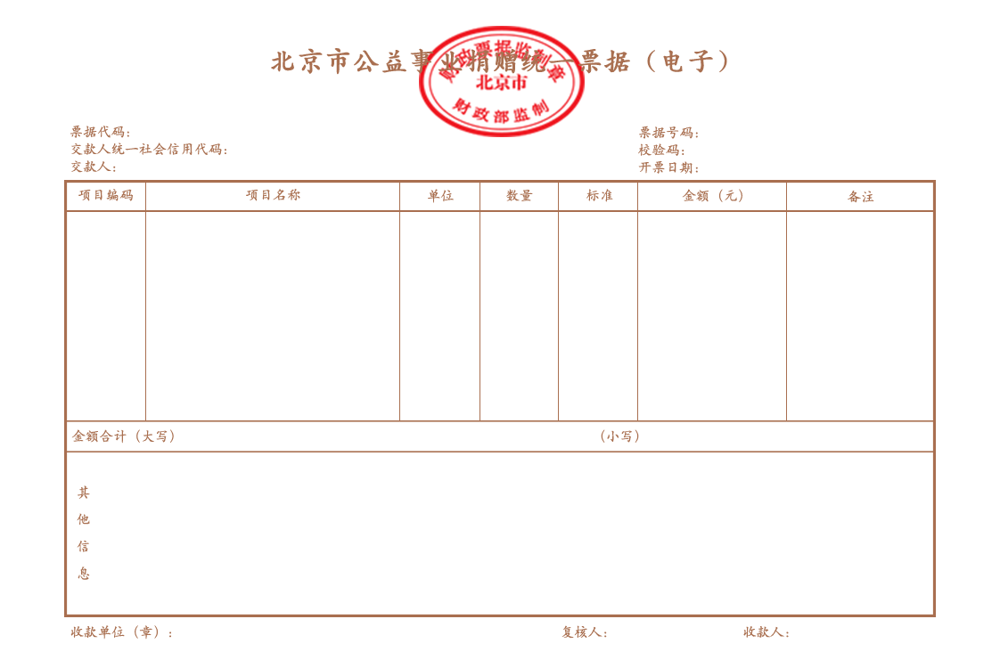 北京市公益事业捐赠统一票据（电子）
财政票据监制章
北京市
财政部监制
票据代码：
票据号码：
交款人统一社会信用代码：
校验码：
交款人：
开票日期：
项目编码 项目名称 单位 数量 标准 金额（元） 备注
金额合计（大写） （小写）
其
他
信
息
收款单位（章）： 复核人： 收款人：